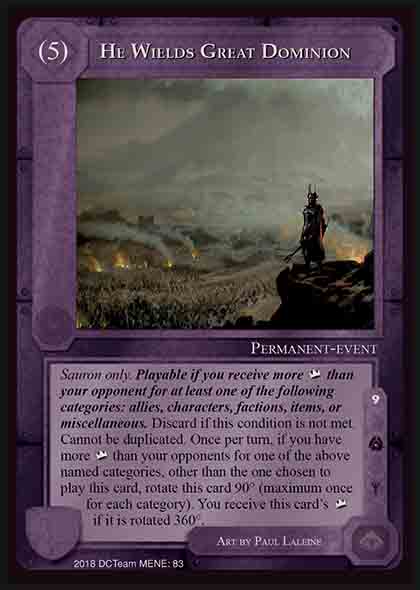 (5) He Wields Great Dominion
Permanent-event
Sauron only. Playable if you receive more than
your opponent for at least one of the following
categories: allies, characters, factions, items, or
miscellaneous. Discard if this condition is not met.
Cannot be duplicated. Once per turn, if you have
more than your opponents for one of the above
named categories, other than the one chosen to
play this card, rotate this card 90° (maximum once
for each category). You receive this card's
if it is rotated 360°.
9
Art by Paul Laleine
2018 DCTeam MENE: 83